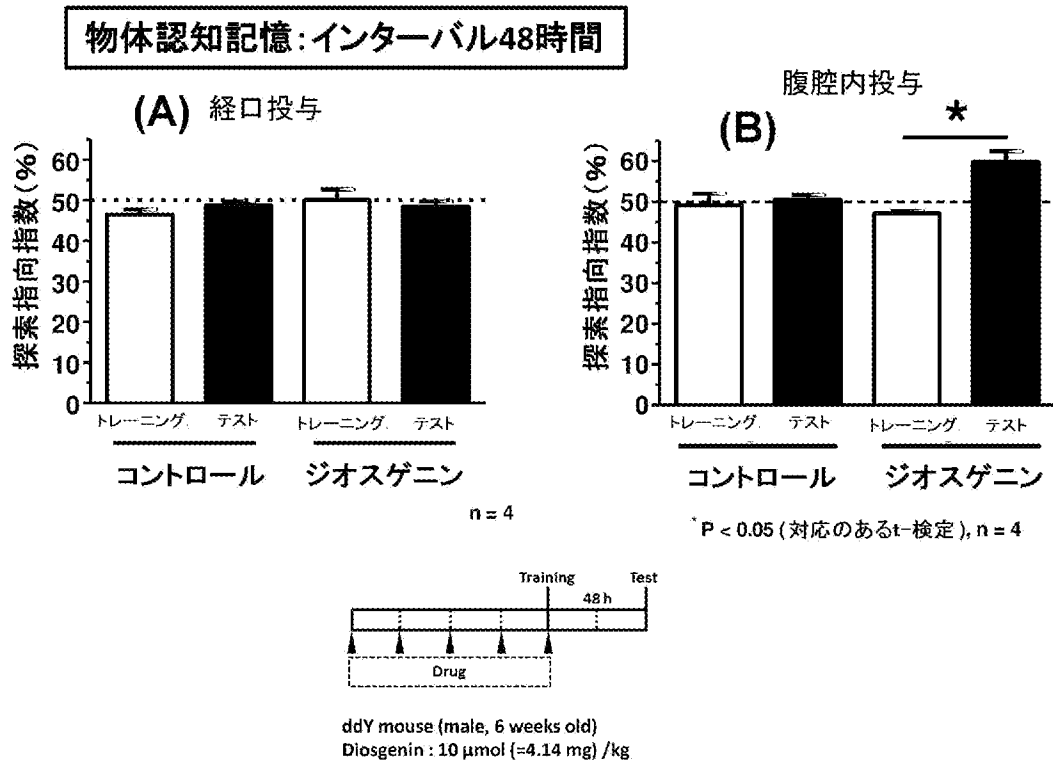 物体認知記憶:インターバル48時間
(A) 経口投与
探索指向指数(%)
60
50
40
30
20
10
0
トレーニング. テスト トレーニング. テスト
コントロール ジオスゲニン
n = 4
腹腔内投与
(B)
*
探索指向指数(%)
60
50
40
30
20
10
0
トレーニング. テスト トレーニング. テスト
コントロール ジオスゲニン
*P < 0.05 (対応のあるt-検定), n = 4
Training Test
48 h
Drug
ddY mouse (male, 6 weeks old)
Diosgenin : 10 μmol (=4.14 mg) /kg